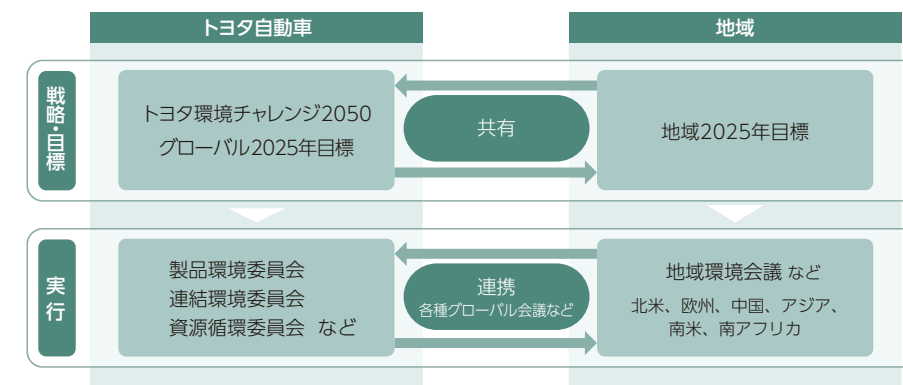 トヨタ自動車
地域
戦略・目標
トヨタ環境チャレンジ2050
グローバル2025年目標
共有
地域2025年目標
実行
製品環境委員会
連結環境委員会
資源循環委員会 など
連携
各種グローバル会議など
地域環境会議 など
北米、欧州、中国、アジア、
南米、南アフリカ